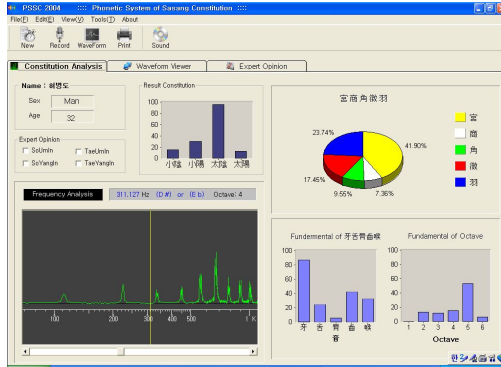 PSSC 2004 :::: Phonetic System of Sasang Constitution ::::
File(F) Edit(E) View(V) Tools(T) About
New Record WaveForm Print Sound
Constitution Analysis Waveform Viewer Expert Opinion
Name : 허명도
Sex Man
Age 32
Expert Opinion
SoUmIn TaeUmIn
SoYangIn TaeYangIn
Result Constitution
100
80
60
40
20
0
小陰 小陽 太陰 太陽
宮商角徵羽
23.74%
41.90%
17.45%
9.55%
7.36%
宮
商
角
徵
羽
Frequency Analysis 311.127 Hz (D #) or (E b) Octave: 4
100 200 300 400 500 1 K
Fundermental of 牙舌脣齒喉
100
80
60
40
20
0
牙 舌 脣 齒 喉
音
Fundamental of Octave
100
80
60
40
20
0
1 2 3 4 5 6
Octave